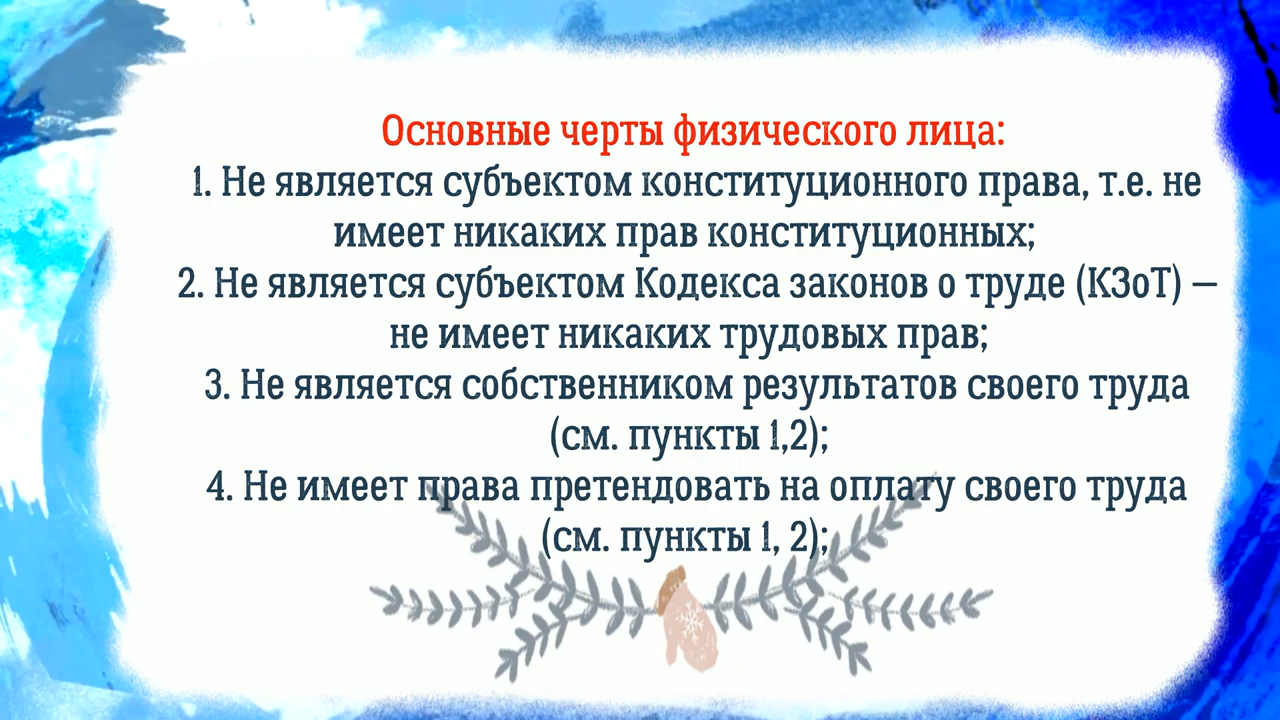 Основные черты физического лица:
1. Не является субъектом конституционного права, т.е. не
имеет никаких прав конституционных;
2. Не является субъектом Кодекса законов о труде (КЗоТ) –
не имеет никаких трудовых прав;
3. Не является собственником результатов своего труда
(см. пункты 1,2);
4. Не имеет права претендовать на оплату своего труда
(см. пункты 1, 2);